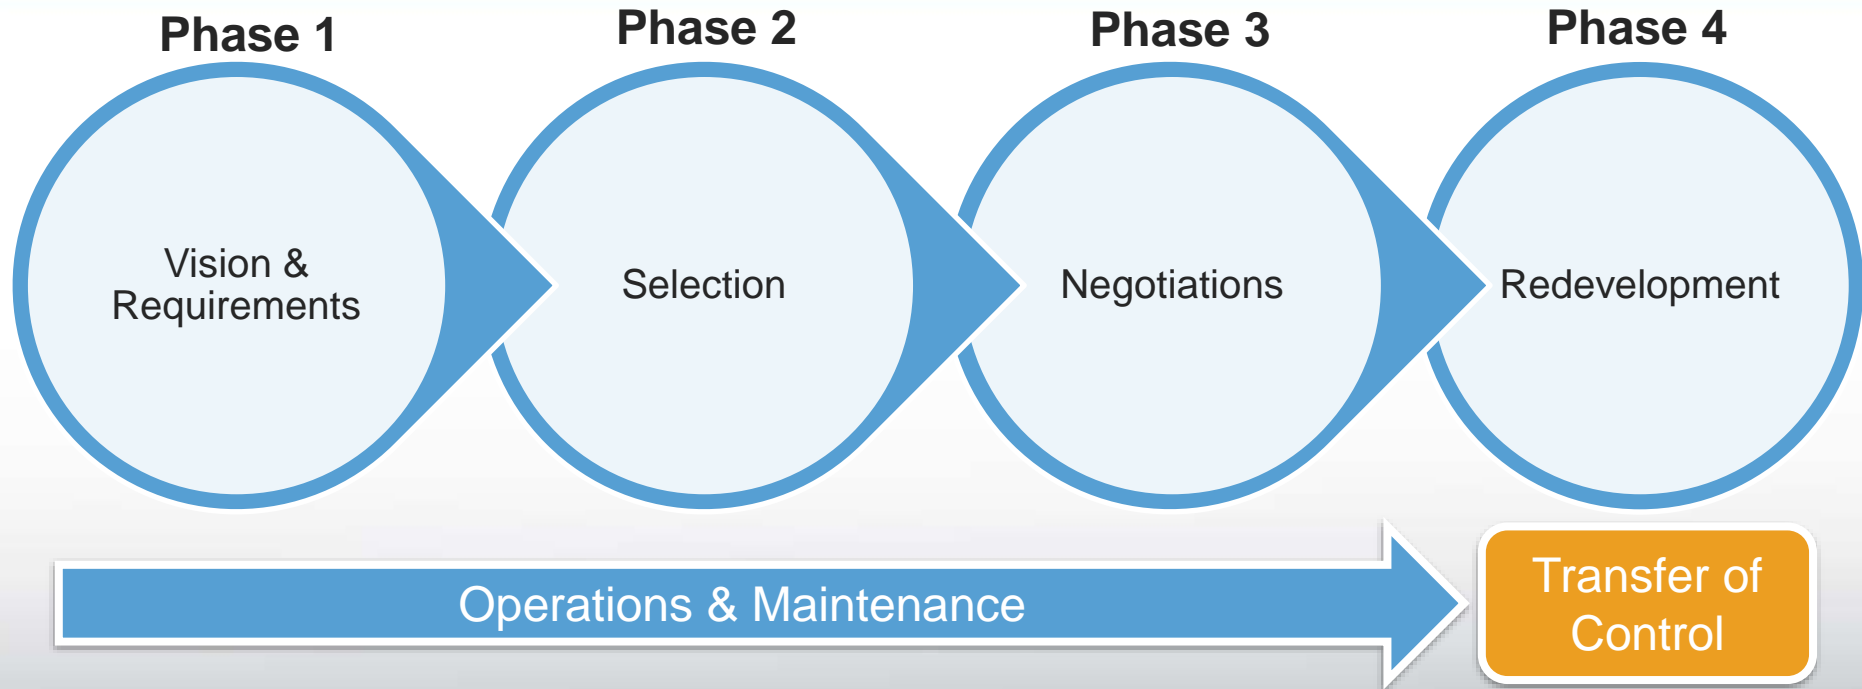 Phase 1
Phase 2
Phase 3
Phase 4
Vision &
Requirements
Selection
Negotiations
Redevelopment
Operations & Maintenance
Transfer of
Control